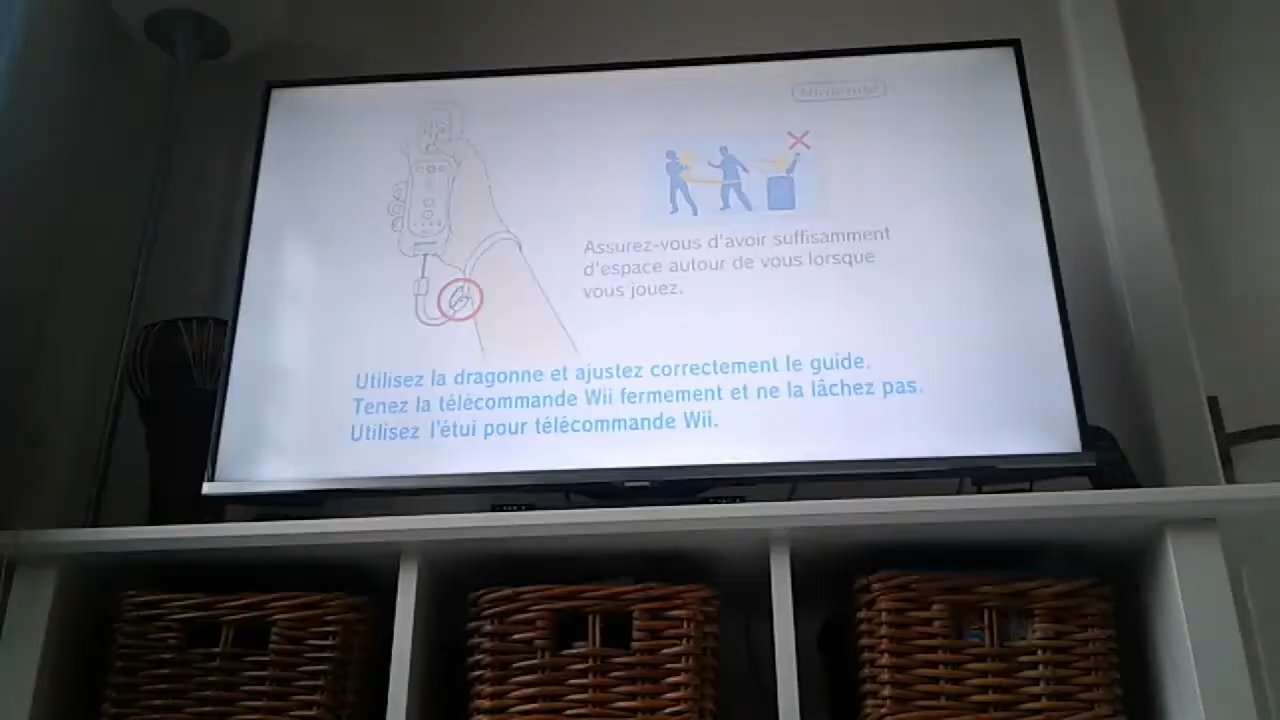 Nintendo
Assurez-vous d'avoir suffisamment
d'espace autour de vous lorsque
vous jouez.
Utilisez la dragonne et ajustez correctement le guide.
Tenez la télécommande Wii fermement et ne la lâchez pas.
Utilisez l'étui pour télécommande Wii.